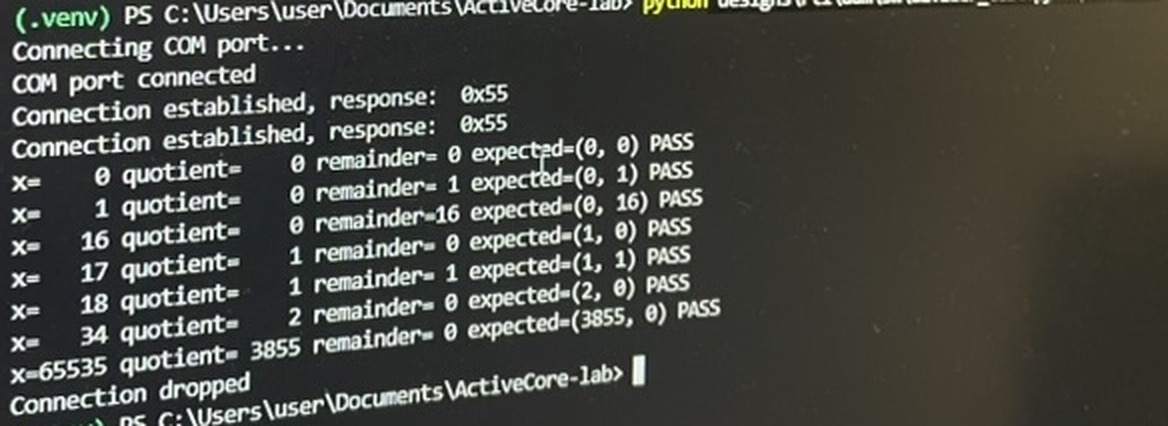 (.venv) PS C:\Users\user\Documents\ActiveCore-lab> python
Connecting COM port...
COM port connected
Connection established, response:  0x55
Connection established, response:  0x55
x=    0 quotient=    0 remainder= 0 expected=(0, 0) PASS
x=    1 quotient=    0 remainder= 1 expected=(0, 1) PASS
x=   16 quotient=    0 remainder=16 expected=(0, 16) PASS
x=   17 quotient=    1 remainder= 0 expected=(1, 0) PASS
x=   18 quotient=    1 remainder= 1 expected=(1, 1) PASS
x=   34 quotient=    2 remainder= 0 expected=(2, 0) PASS
x=65535 quotient= 3855 remainder= 0 expected=(3855, 0) PASS
Connection dropped
PS C:\Users\user\Documents\ActiveCore-lab>